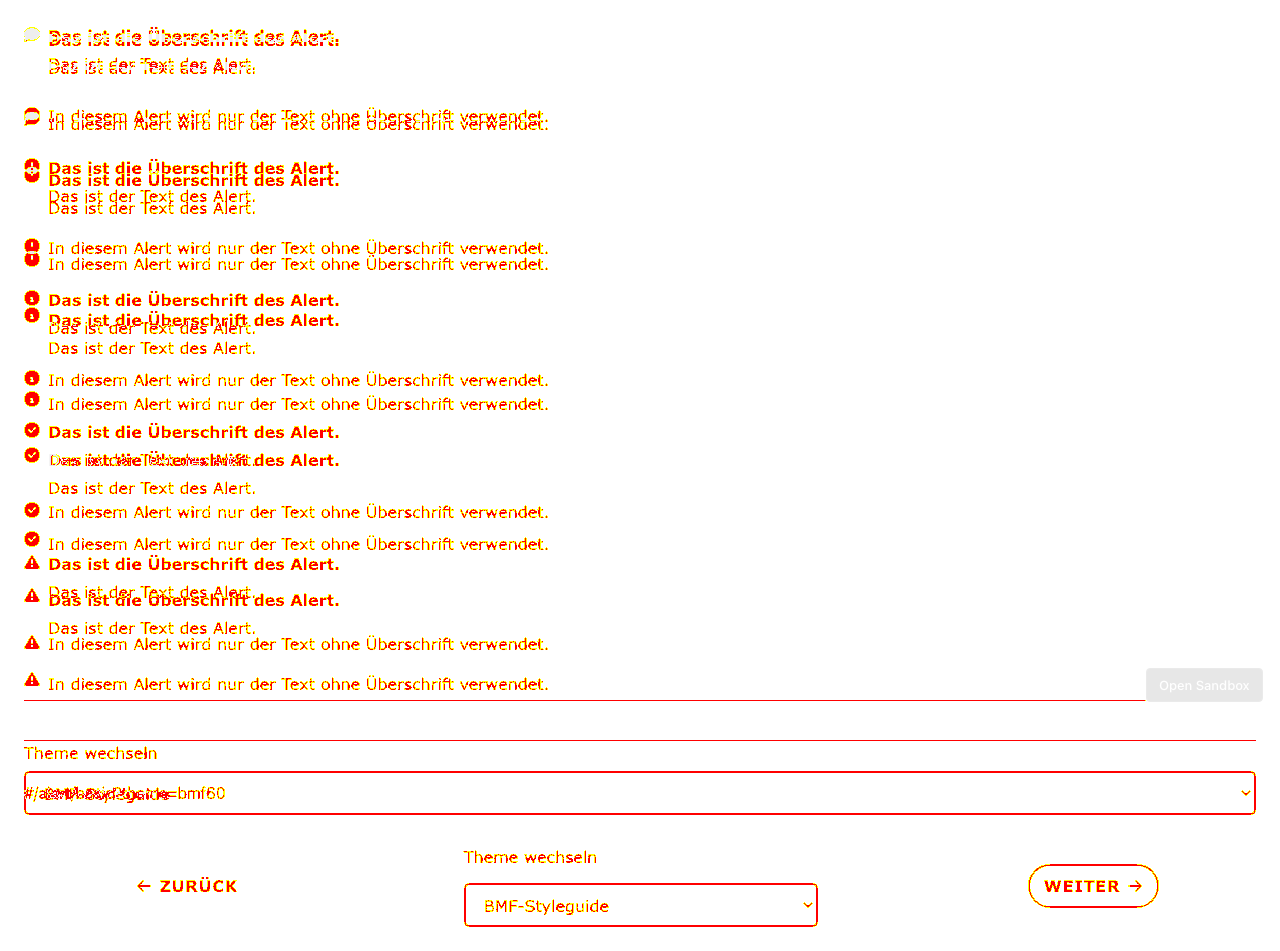 Das ist die Überschrift des Alert.
Das ist der Text des Alert.
In diesem Alert wird nur der Text ohne Überschrift verwendet.
In diesem Alert wird nur der Text ohne Überschrift verwendet.
Das ist die Überschrift des Alert.
Das ist die Überschrift des Alert.
Das ist der Text des Alert.
Das ist der Text des Alert.
In diesem Alert wird nur der Text ohne Überschrift verwendet.
In diesem Alert wird nur der Text ohne Überschrift verwendet.
Das ist die Überschrift des Alert.
Das ist die Überschrift des Alert.
Das ist der Text des Alert.
Das ist der Text des Alert.
In diesem Alert wird nur der Text ohne Überschrift verwendet.
In diesem Alert wird nur der Text ohne Überschrift verwendet.
Das ist die Überschrift des Alert.
Das ist die Überschrift des Alert.
Das ist der Text des Alert.
In diesem Alert wird nur der Text ohne Überschrift verwendet.
In diesem Alert wird nur der Text ohne Überschrift verwendet.
Das ist die Überschrift des Alert.
Das ist der Text des Alert.
Das ist die Überschrift des Alert.
Das ist der Text des Alert.
In diesem Alert wird nur der Text ohne Überschrift verwendet.
In diesem Alert wird nur der Text ohne Überschrift verwendet.
Open Sandbox
Theme wechseln
Theme wechseln
← ZURÜCK
BMF-Styleguide
WEITER →